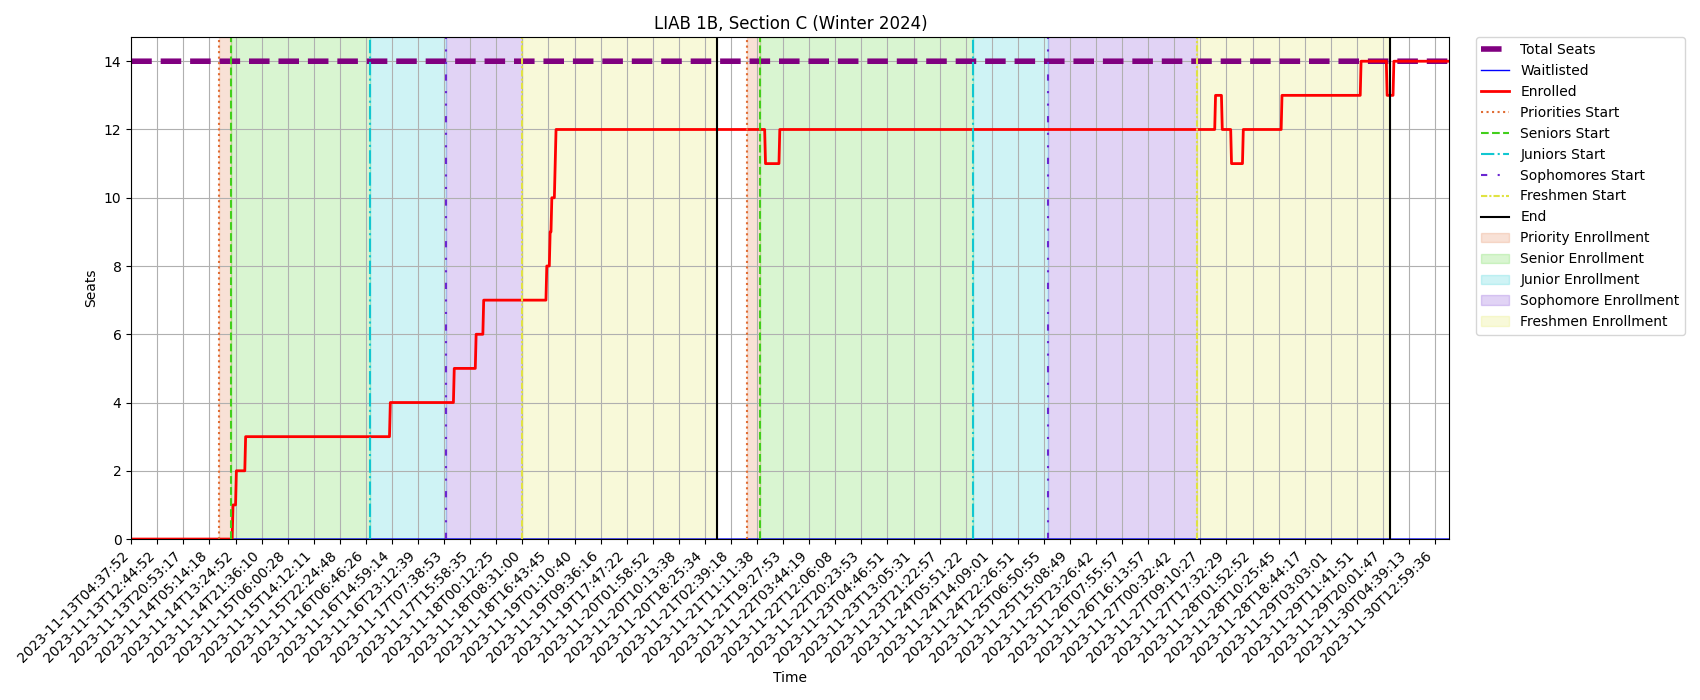 LIAB 1B, Section C (Winter 2024)
Seats
14
12
10
8
6
4
2
0
2023-11-13T04:37:52
2023-11-13T12:44:52
2023-11-13T20:53:17
2023-11-14T05:14:18
2023-11-14T13:24:52
2023-11-14T21:36:10
2023-11-15T06:00:28
2023-11-15T14:12:11
2023-11-15T22:24:48
2023-11-16T06:46:26
2023-11-16T14:59:14
2023-11-16T23:12:39
2023-11-17T07:38:53
2023-11-17T15:58:35
2023-11-18T00:12:25
2023-11-18T08:31:00
2023-11-18T16:43:45
2023-11-19T01:10:40
2023-11-19T09:36:16
2023-11-19T17:47:22
2023-11-20T01:58:52
2023-11-20T10:13:38
2023-11-20T18:25:34
2023-11-21T02:39:18
2023-11-21T11:11:38
2023-11-21T19:27:53
2023-11-22T03:44:19
2023-11-22T12:06:08
2023-11-22T20:23:53
2023-11-23T04:46:51
2023-11-23T13:05:31
2023-11-23T21:22:57
2023-11-24T05:51:22
2023-11-24T14:09:01
2023-11-24T22:26:51
2023-11-25T06:50:55
2023-11-25T15:08:49
2023-11-25T23:26:42
2023-11-26T07:55:57
2023-11-26T16:13:57
2023-11-27T00:32:42
2023-11-27T09:10:27
2023-11-27T17:32:29
2023-11-28T01:52:52
2023-11-28T10:25:45
2023-11-28T18:44:17
2023-11-29T03:03:01
2023-11-29T11:41:51
2023-11-29T20:01:47
2023-11-30T04:39:13
2023-11-30T12:59:36
Time
Total Seats
Waitlisted
Enrolled
Priorities Start
Seniors Start
Juniors Start
Sophomores Start
Freshmen Start
End
Priority Enrollment
Senior Enrollment
Junior Enrollment
Sophomore Enrollment
Freshmen Enrollment